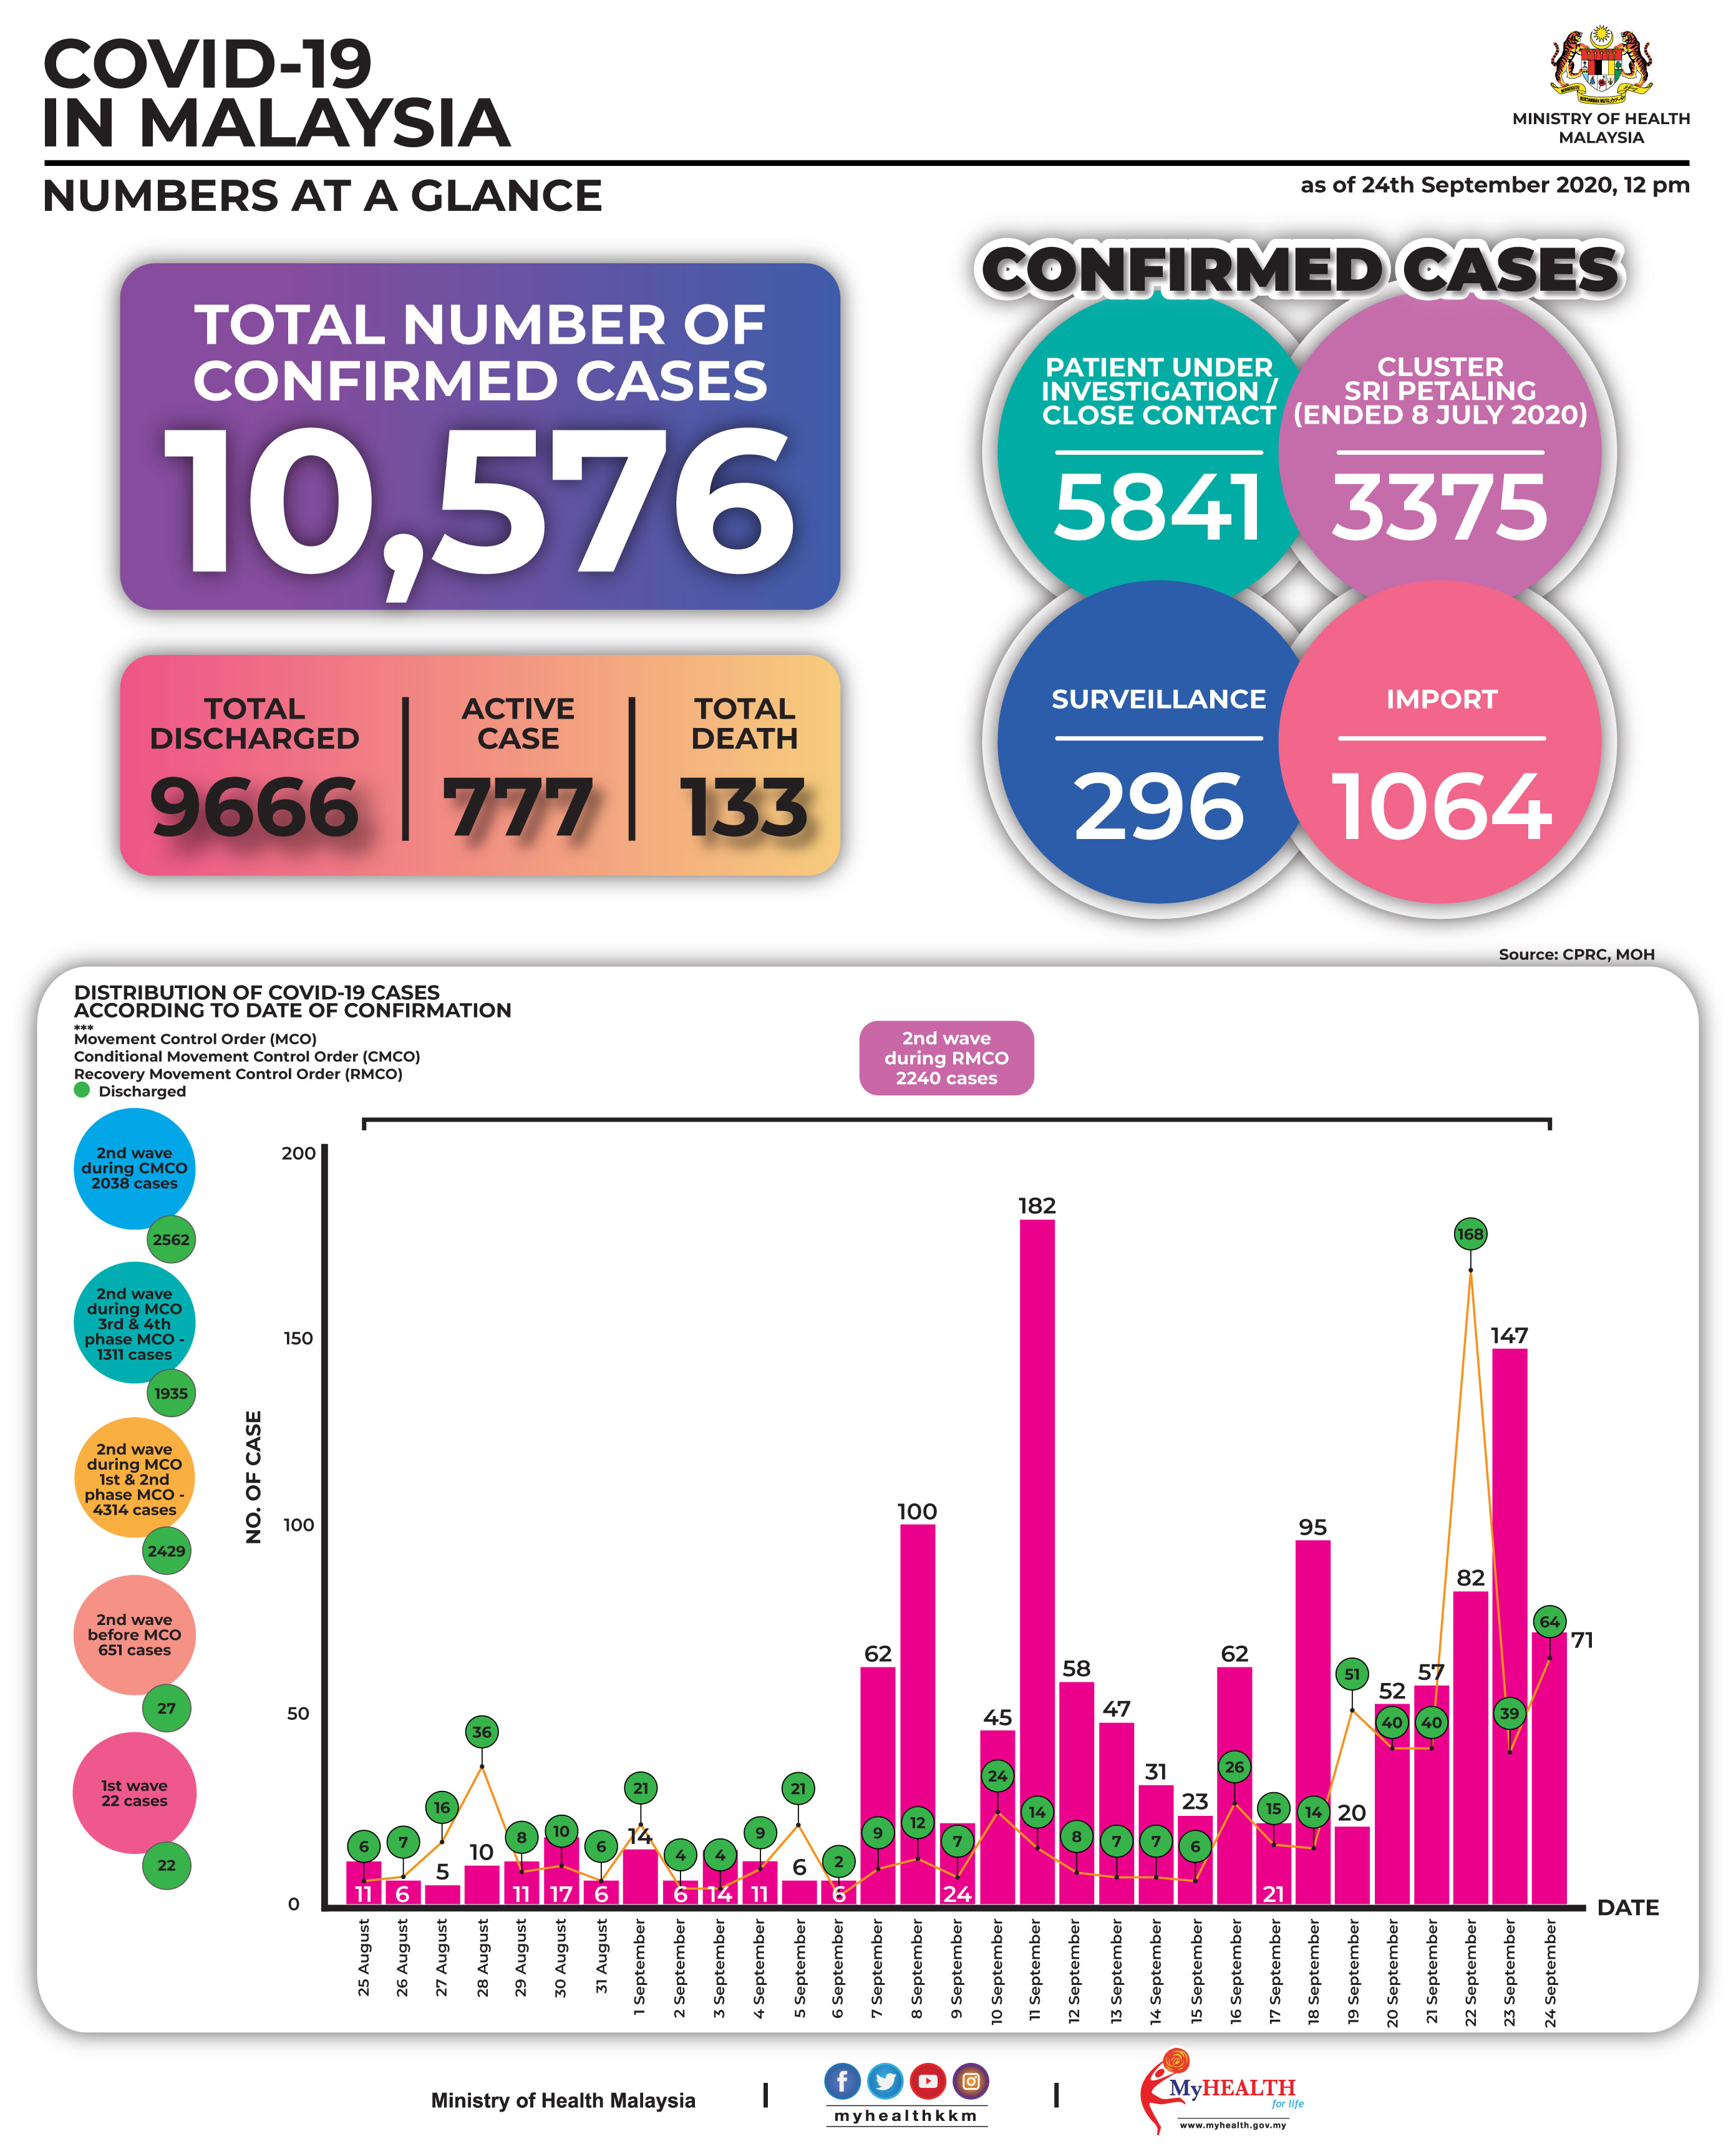 COVID-19
IN MALAYSIA
MINISTRY OF HEALTH
MALAYSIA
NUMBERS AT A GLANCE
as of 24th September 2020, 12 pm
TOTAL NUMBER OF
CONFIRMED CASES
10,576
TOTAL
DISCHARGED
9666
ACTIVE
CASE
777
TOTAL
DEATH
133
CONFIRMED CASES
PATIENT UNDER
INVESTIGATION /
CLOSE CONTACT
5841
CLUSTER
SRI PETALING
(ENDED 8 JULY 2020)
3375
SURVEILLANCE
296
IMPORT
1064
Source: CPRC, MOH
DISTRIBUTION OF COVID-19 CASES
ACCORDING TO DATE OF CONFIRMATION
***
Movement Control Order (MCO)
Conditional Movement Control Order (CMCO)
Recovery Movement Control Order (RMCO)
Discharged
2nd wave
during RMCO
2240 cases
2nd wave
during CMCO
2038 cases
2562
2nd wave
during MCO
3rd & 4th
phase MCO -
1311 cases
1935
2nd wave
during MCO
1st & 2nd
phase MCO -
4314 cases
2429
2nd wave
before MCO
651 cases
27
1st wave
22 cases
22
NO. OF CASE
200
150
100
50
0
11 6 5 10 11 17 6 14 6 14 11 6 6 62 100 24 45 182 58 47 31 23 62 21 95 20 52 57 82 147 71
6 7 16 36 8 10 6 21 4 4 9 21 2 9 12 7 24 14 8 7 7 6 26 15 14 51 40 40 168 39 64
DATE
25 August
26 August
27 August
28 August
29 August
30 August
31 August
1 September
2 September
3 September
4 September
5 September
6 September
7 September
8 September
9 September
10 September
11 September
12 September
13 September
14 September
15 September
16 September
17 September
18 September
19 September
20 September
21 September
22 September
23 September
24 September
Ministry of Health Malaysia
myhealthkkm
MyHEALTH
for life
www.myhealth.gov.my